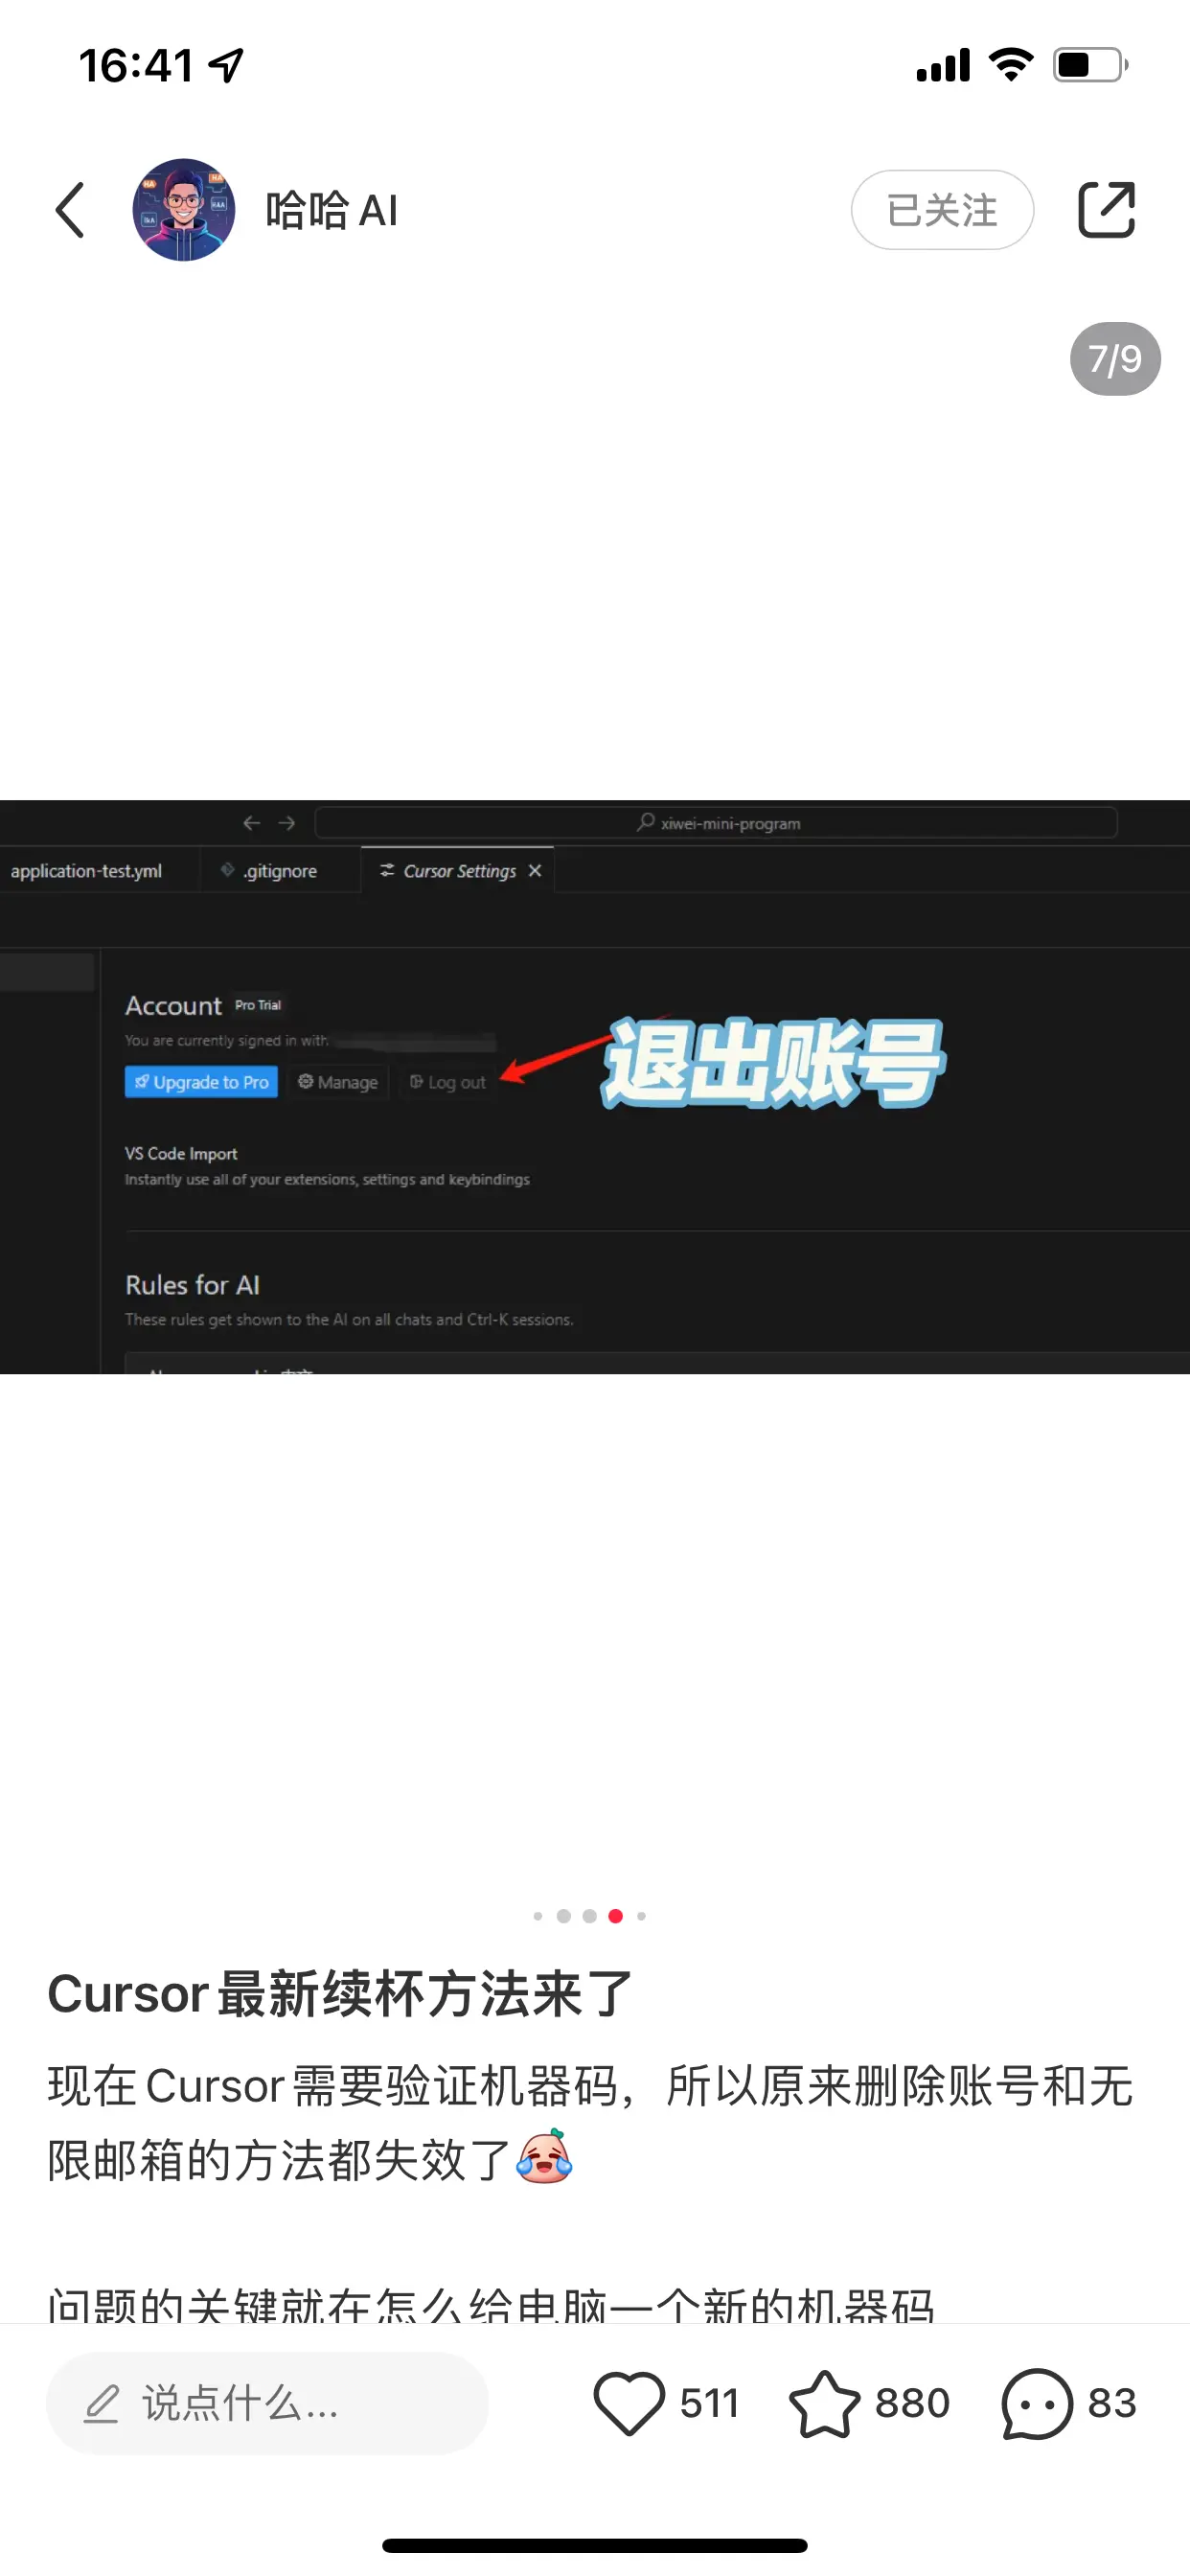 16:41
哈哈 AI
已关注
7/9
xiwei-mini-program
application-test.yml
.gitignore
Cursor Settings
Account Pro Trial
You are currently signed in with
退出账号
Upgrade to Pro
Manage
Log out
VS Code Import
Instantly use all of your extensions, settings and keybindings
Rules for AI
These rules get shown to the AI on all chats and Ctrl-K sessions.
Cursor最新续杯方法来了
现在Cursor需要验证机器码，所以原来删除账号和无
限邮箱的方法都失效了
问题的关键就在怎么给电脑一个新的机器码
说点什么...
511
880
83